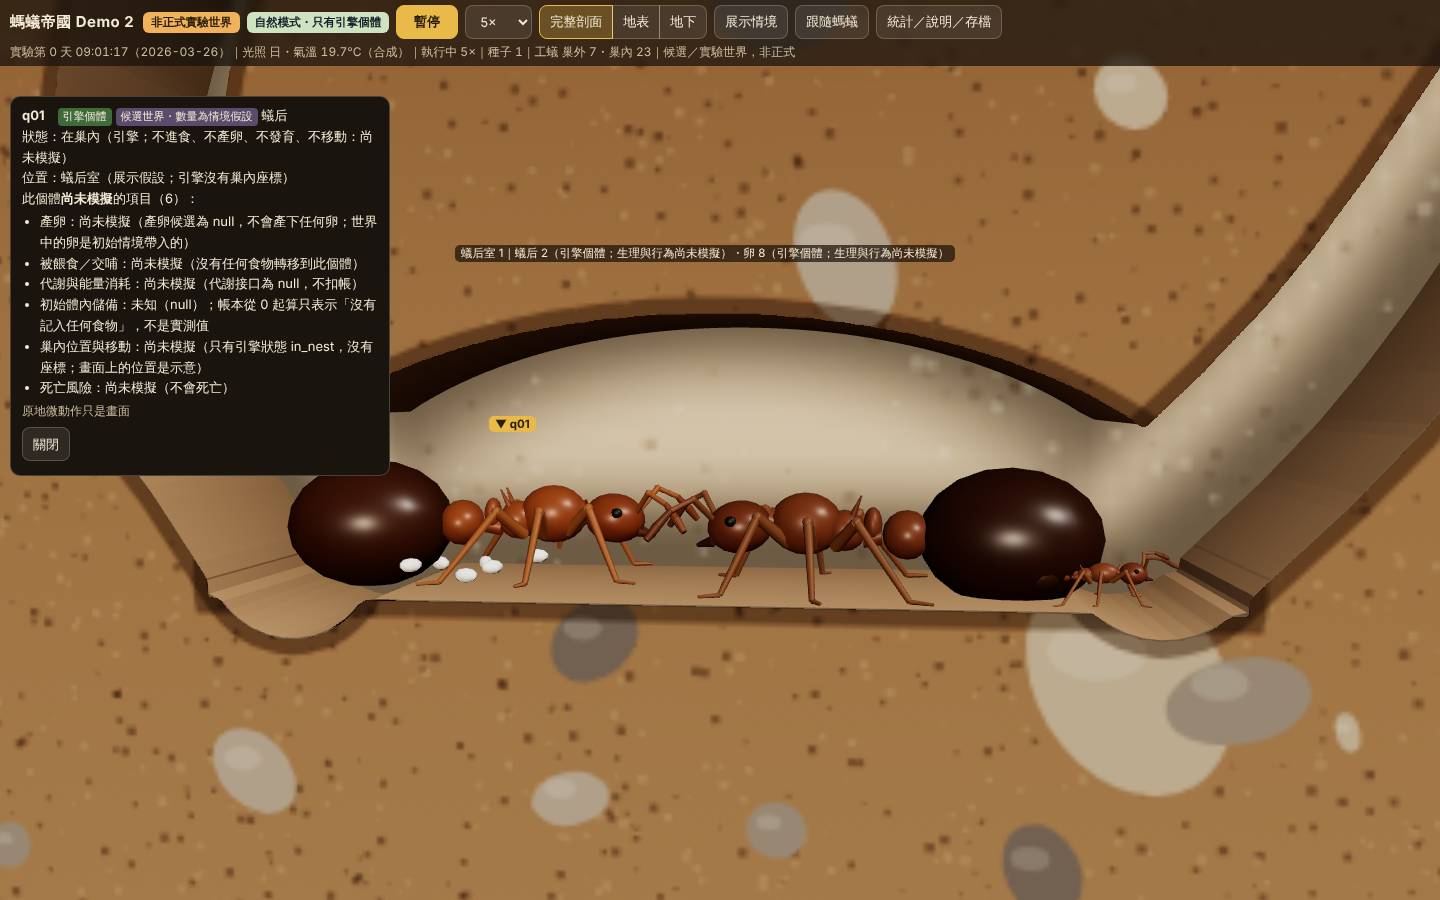 螞蟻帝國 Demo 2 非正式實驗世界 自然模式・只有引擎個體 暫停 5× 完整剖面 地表 地下 展示情境 跟隨螞蟻 統計／說明／存檔
實驗第 0 天 09:01:17（2026-03-26）｜光照 日・氣溫 19.7°C（合成）｜執行中 5×｜種子 1｜工蟻 巢外 7・巢內 23｜候選／實驗世界，非正式
q01 引擎個體 候選世界・數量為情境假設 蟻后
狀態：在巢內（引擎；不進食、不產卵、不發育、不移動：尚
未模擬）
位置：蟻后室（展示假設；引擎沒有巢內座標）
此個體尚未模擬的項目（6）：
• 產卵：尚未模擬（產卵候選為 null，不會產下任何卵；世界
中的卵是初始情境帶入的）
• 被餵食／交哺：尚未模擬（沒有任何食物轉移到此個體）
• 代謝與能量消耗：尚未模擬（代謝接口為 null，不扣帳）
• 初始體內儲備：未知（null）；帳本從 0 起算只表示「沒有
記入任何食物」，不是實測值
• 巢內位置與移動：尚未模擬（只有引擎狀態 in_nest，沒有
座標；畫面上的位置是示意）
• 死亡風險：尚未模擬（不會死亡）
原地微動作只是畫面
關閉
蟻后室 1｜蟻后 2（引擎個體；生理與行為尚未模擬）・卵 8（引擎個體；生理與行為尚未模擬）
▼ q01